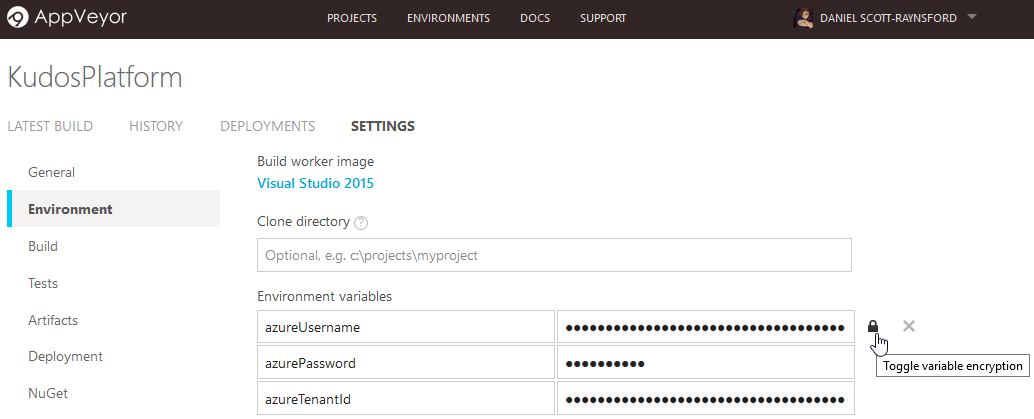 AppVeyor PROJECTS ENVIRONMENTS DOCS SUPPORT DANIEL SCOTT-RAYNSFORD
KudosPlatform
LATEST BUILD HISTORY DEPLOYMENTS SETTINGS
General
Environment
Build
Tests
Artifacts
Deployment
NuGet
Build worker image
Visual Studio 2015
Clone directory ?
Optional, e.g. c:\projects\myproject
Environment variables
azureUsername ●●●●●●●●●●●●●●●●●●●●●●●●●●●●●●●●●●●
azurePassword ●●●●●●●●●●
Toggle variable encryption
azureTenantId ●●●●●●●●●●●●●●●●●●●●●●●●●●●●●●●●●●●